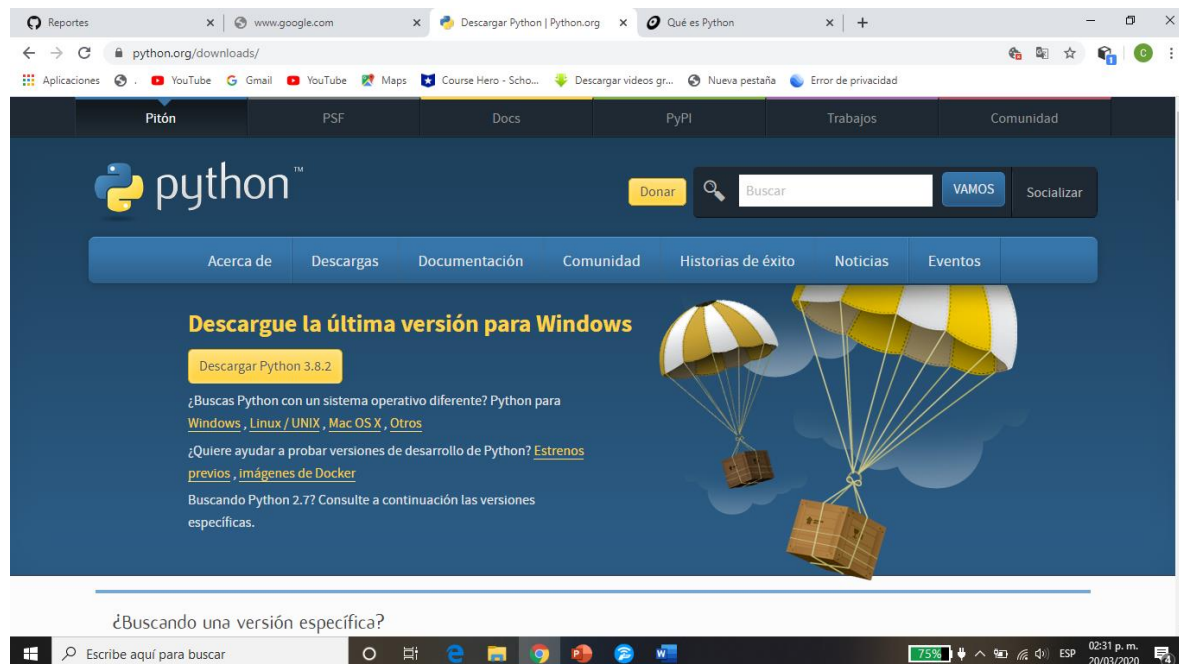 Reportes
www.google.com
Descargar Python | Python.org
Qué es Python
python.org/downloads/
Aplicaciones
.
YouTube
Gmail
YouTube
Maps
Course Hero - Scho...
Descargar videos gr...
Nueva pestaña
Error de privacidad
Pitón
PSF
Docs
PyPI
Trabajos
Comunidad
python™
Donar
Buscar
VAMOS
Socializar
Acerca de
Descargas
Documentación
Comunidad
Historias de éxito
Noticias
Eventos
Descargue la última versión para Windows
Descargar Python 3.8.2
¿Buscas Python con un sistema operativo diferente? Python para
Windows , Linux / UNIX , Mac OS X , Otros
¿Quiere ayudar a probar versiones de desarrollo de Python? Estrenos
previos , imágenes de Docker
Buscando Python 2.7? Consulte a continuación las versiones
específicas.
¿Buscando una versión específica?
Escribe aquí para buscar
75%
ESP
02:31 p. m.
20/03/2020